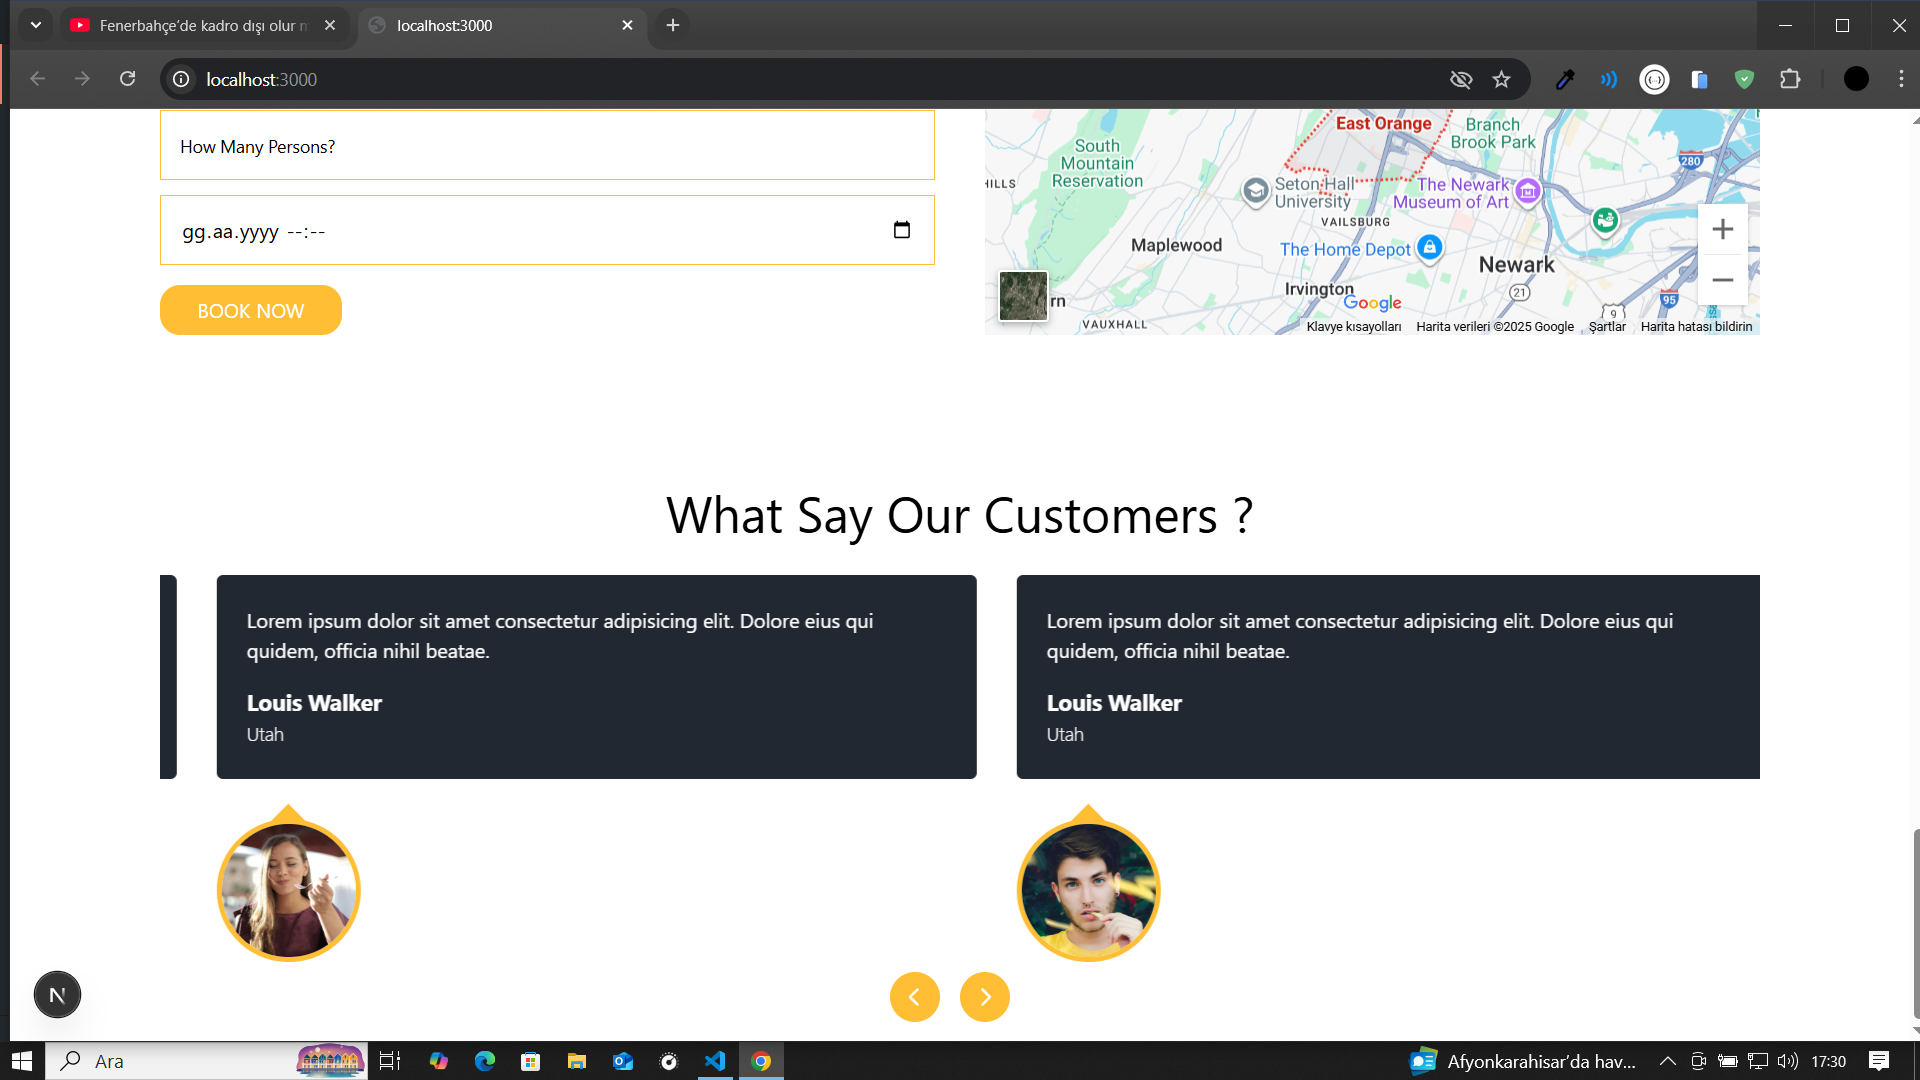 Fenerbahçe'de kadro dışı olur m
localhost:3000
localhost:3000
How Many Persons?
gg.aa.yyyy --:--
BOOK NOW
East Orange
Branch
Brook Park
South
Mountain
Reservation
280
HILLS
Seton Hall
University
The Newark
Museum of Art
VAILSBURG
Maplewood
The Home Depot
Newark
Irvington
rn
21
95
9
Google
VAUXHALL
Klavye kısayolları
Harita verileri ©2025 Google
Şartlar
Harita hatası bildirin
What Say Our Customers ?
Lorem ipsum dolor sit amet consectetur adipisicing elit. Dolore eius qui
quidem, officia nihil beatae.
Louis Walker
Utah
Lorem ipsum dolor sit amet consectetur adipisicing elit. Dolore eius qui
quidem, officia nihil beatae.
Louis Walker
Utah
N
Ara
Afyonkarahisar'da hav...
17:30